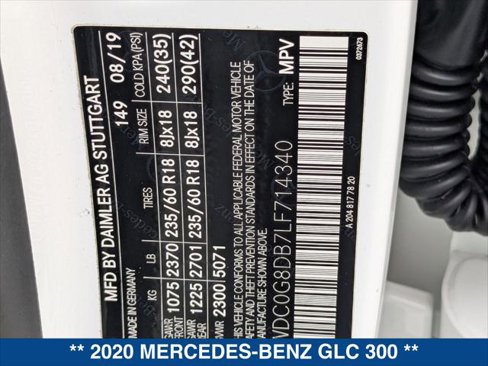 MFD BY DAIMLER AG STUTTGART
MADE IN GERMANY 149 08/19
KG LB TIRES RIM SIZE COLD KPA(PSI)
GAWR FRONT 1075 2370 235/60 R18 8Jx18 240(35)
GAWR REAR 1225 2701 235/60 R18 8Jx18 290(42)
GVWR 2300 5071
THIS VEHICLE CONFORMS TO ALL APPLICABLE FEDERAL MOTOR VEHICLE
SAFETY AND THEFT PREVENTION STANDARDS IN EFFECT ON THE DATE OF
MANUFACTURE
WDC0G8DB7LF714340 TYPE: MPV
A 204 817 78 20
0372673
** 2020 MERCEDES-BENZ GLC 300 **